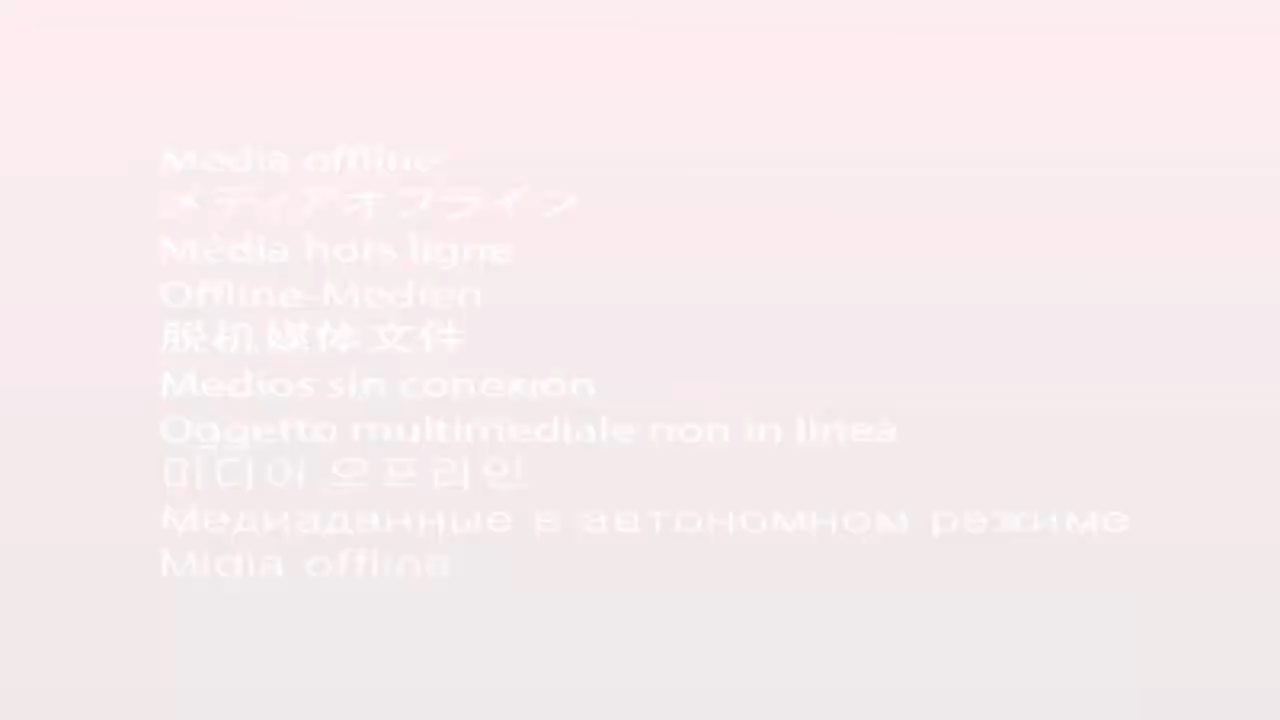 Media offline
メディアオフライン
Média hors ligne
Offline-Medien
脱机媒体文件
Medios sin conexión
Oggetto multimediale non in linea
미디어 오프라인
Медиаданные в автономном режиме
Mídia offline